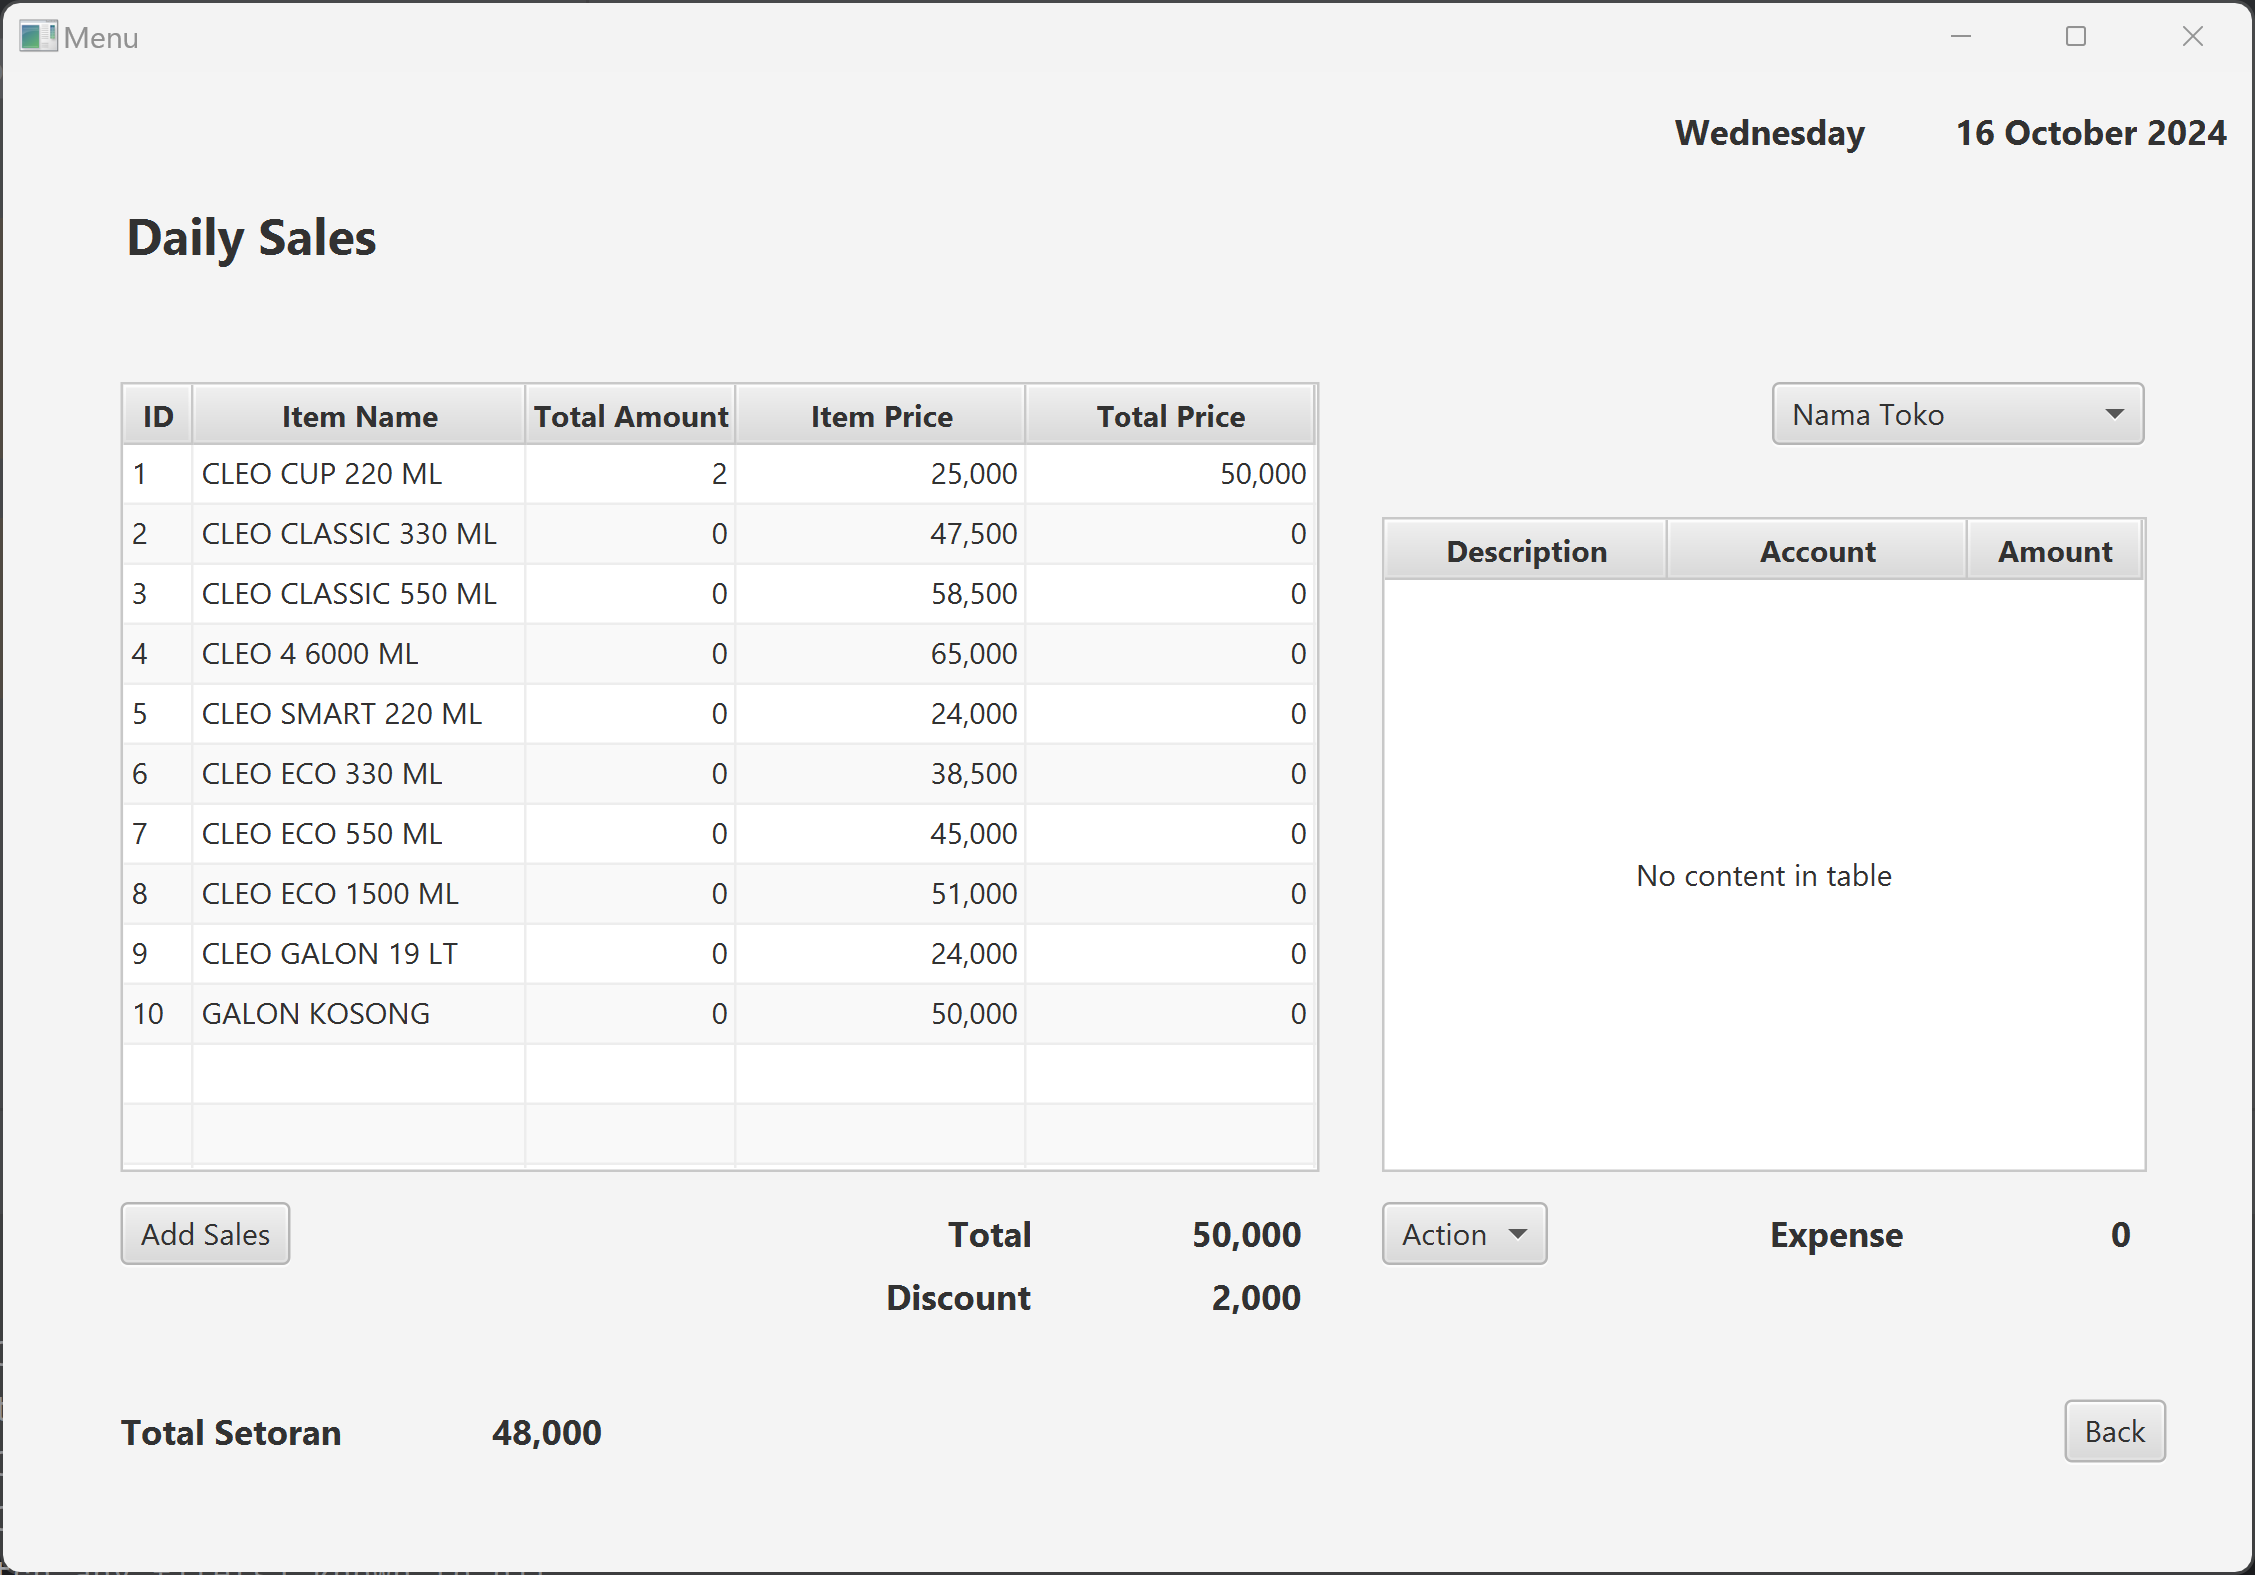 Menu
Wednesday 16 October 2024
Daily Sales
Nama Toko
ID Item Name Total Amount Item Price Total Price
1 CLEO CUP 220 ML 2 25,000 50,000
2 CLEO CLASSIC 330 ML 0 47,500 0
3 CLEO CLASSIC 550 ML 0 58,500 0
4 CLEO 4 6000 ML 0 65,000 0
5 CLEO SMART 220 ML 0 24,000 0
6 CLEO ECO 330 ML 0 38,500 0
7 CLEO ECO 550 ML 0 45,000 0
8 CLEO ECO 1500 ML 0 51,000 0
9 CLEO GALON 19 LT 0 24,000 0
10 GALON KOSONG 0 50,000 0
Description Account Amount
No content in table
Add Sales
Total 50,000
Discount 2,000
Action
Expense 0
Total Setoran 48,000
Back